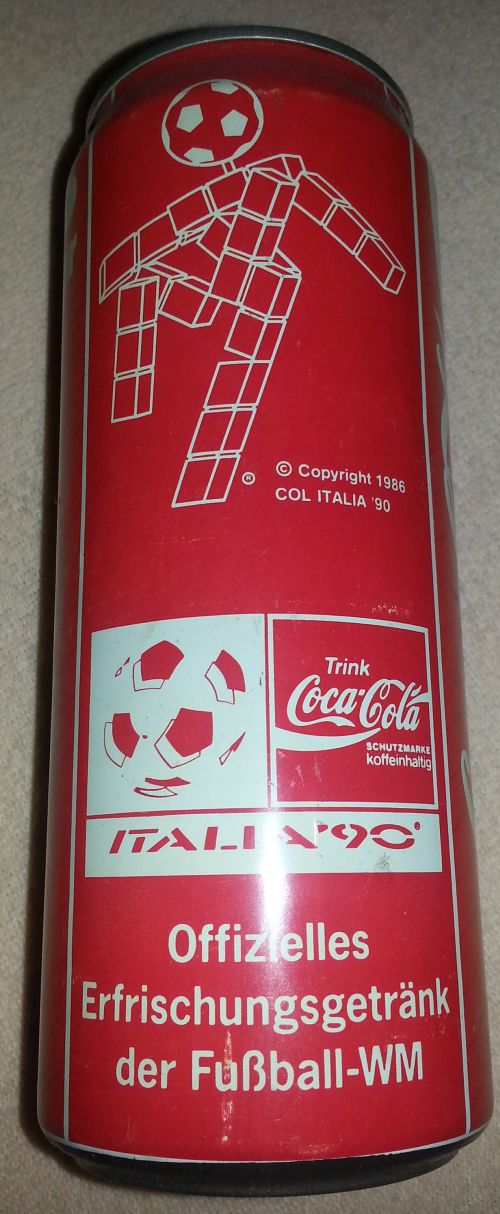 ® © Copyright 1986
COL ITALIA '90
Trink
Coca-Cola
SCHUTZMARKE
koffeinhaltig
ITALIA'90®
Offizielles
Erfrischungsgetränk
der Fußball-WM